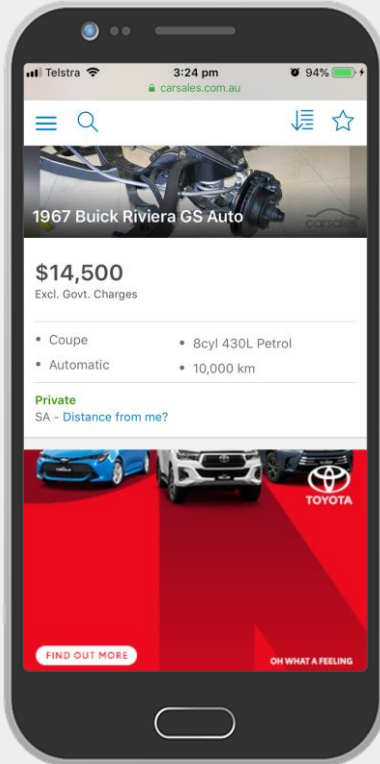 Telstra 3:24 pm 94%
carsales.com.au
1967 Buick Riviera GS Auto
carsales
$14,500
Excl. Govt. Charges
• Coupe
• 8cyl 430L Petrol
• Automatic
• 10,000 km
Private
SA - Distance from me?
TOYOTA
FIND OUT MORE
OH WHAT A FEELING